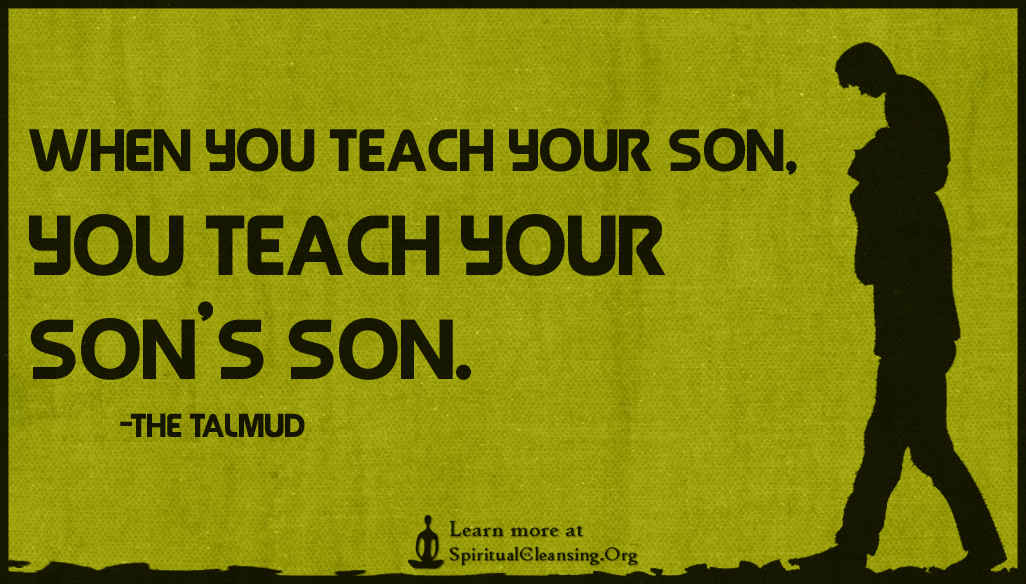 WHEN YOU TEACH YOUR SON,
YOU TEACH YOUR
SON'S SON.
-THE TALMUD
Learn more at
SpiritualCleansing.Org